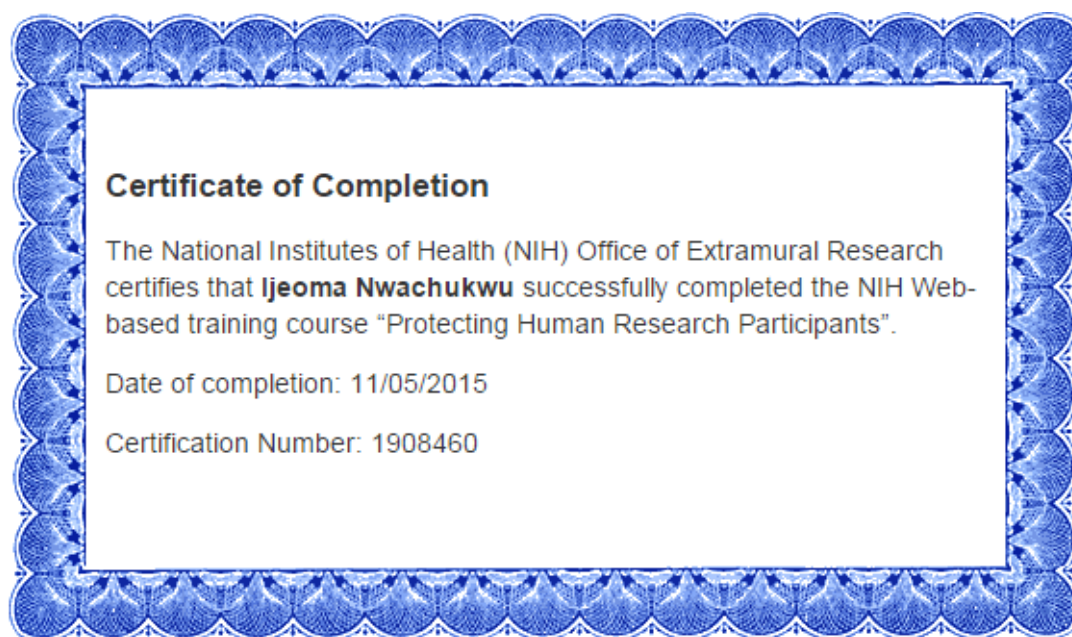 Certificate of Completion
The National Institutes of Health (NIH) Office of Extramural Research
certifies that Ijeoma Nwachukwu successfully completed the NIH Web-
based training course “Protecting Human Research Participants”.
Date of completion: 11/05/2015
Certification Number: 1908460